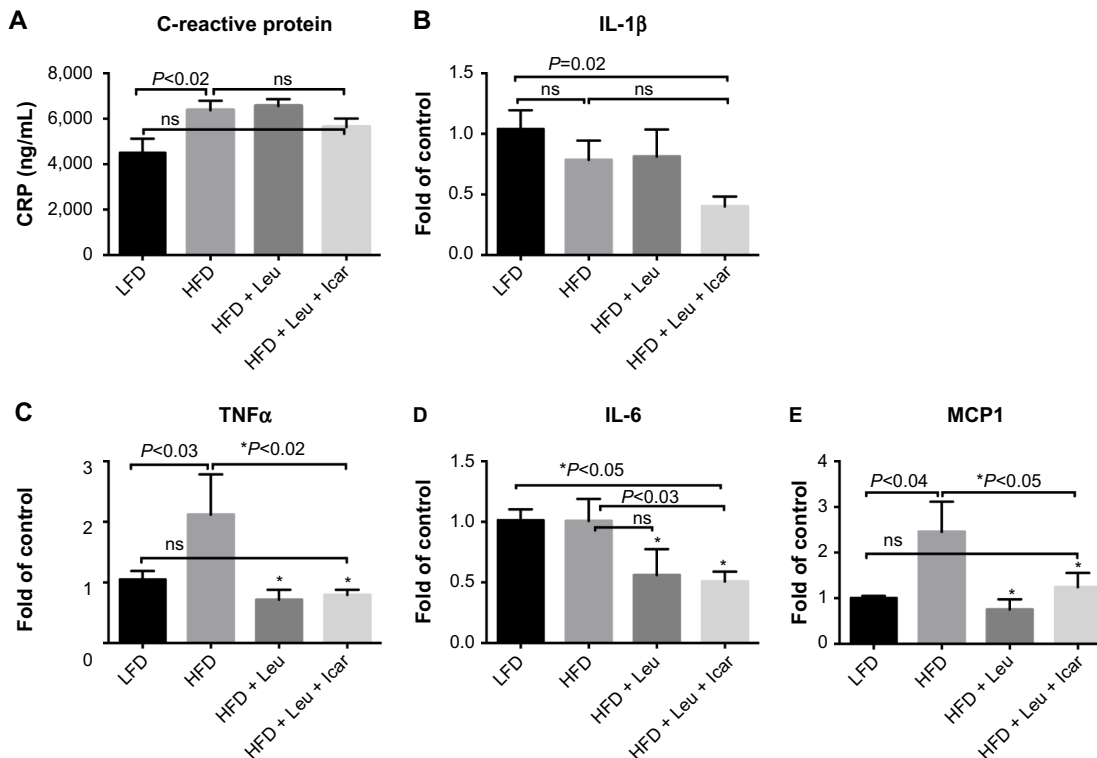 A
C-reactive protein
CRP (ng/mL)
8,000
6,000
4,000
2,000
0
P<0.02
ns
ns
LFD
HFD
HFD + Leu
HFD + Leu + Icar
B
IL-1β
Fold of control
1.5
1.0
0.5
0.0
P=0.02
ns
ns
LFD
HFD
HFD + Leu
HFD + Leu + Icar
C
TNFα
Fold of control
3
2
1
0
P<0.03
*P<0.02
ns
*
*
LFD
HFD
HFD + Leu
HFD + Leu + Icar
D
IL-6
Fold of control
1.5
1.0
0.5
0.0
*P<0.05
P<0.03
ns
*
*
LFD
HFD
HFD + Leu
HFD + Leu + Icar
E
MCP1
Fold of control
4
3
2
1
0
P<0.04
*P<0.05
ns
*
*
LFD
HFD
HFD + Leu
HFD + Leu + Icar